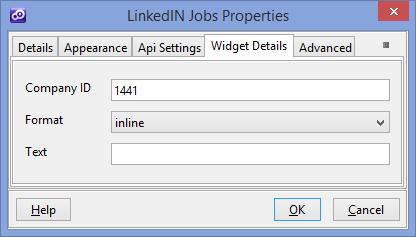 LinkedIN Jobs Properties
Details Appearance Api Settings Widget Details Advanced
Company ID 1441
Format inline
Text
Help OK Cancel